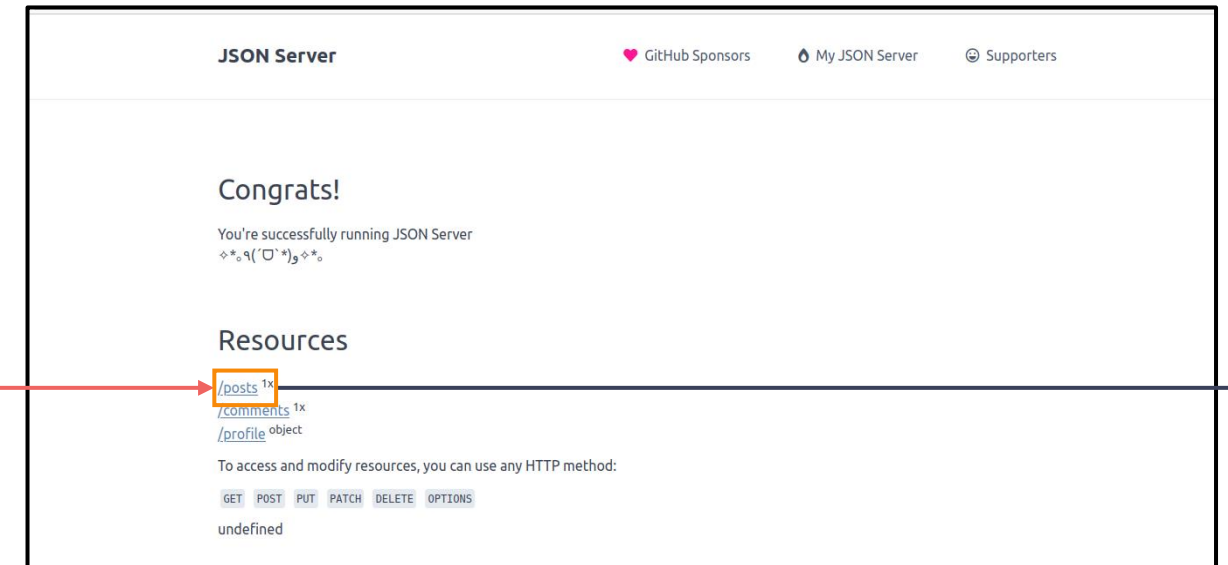 JSON Server
GitHub Sponsors
My JSON Server
Supporters
Congrats!
You're successfully running JSON Server
✧*｡٩(ˊᗜˋ*)و✧*｡
Resources
/posts 1x
/comments 1x
/profile object
To access and modify resources, you can use any HTTP method:
GET POST PUT PATCH DELETE OPTIONS
undefined